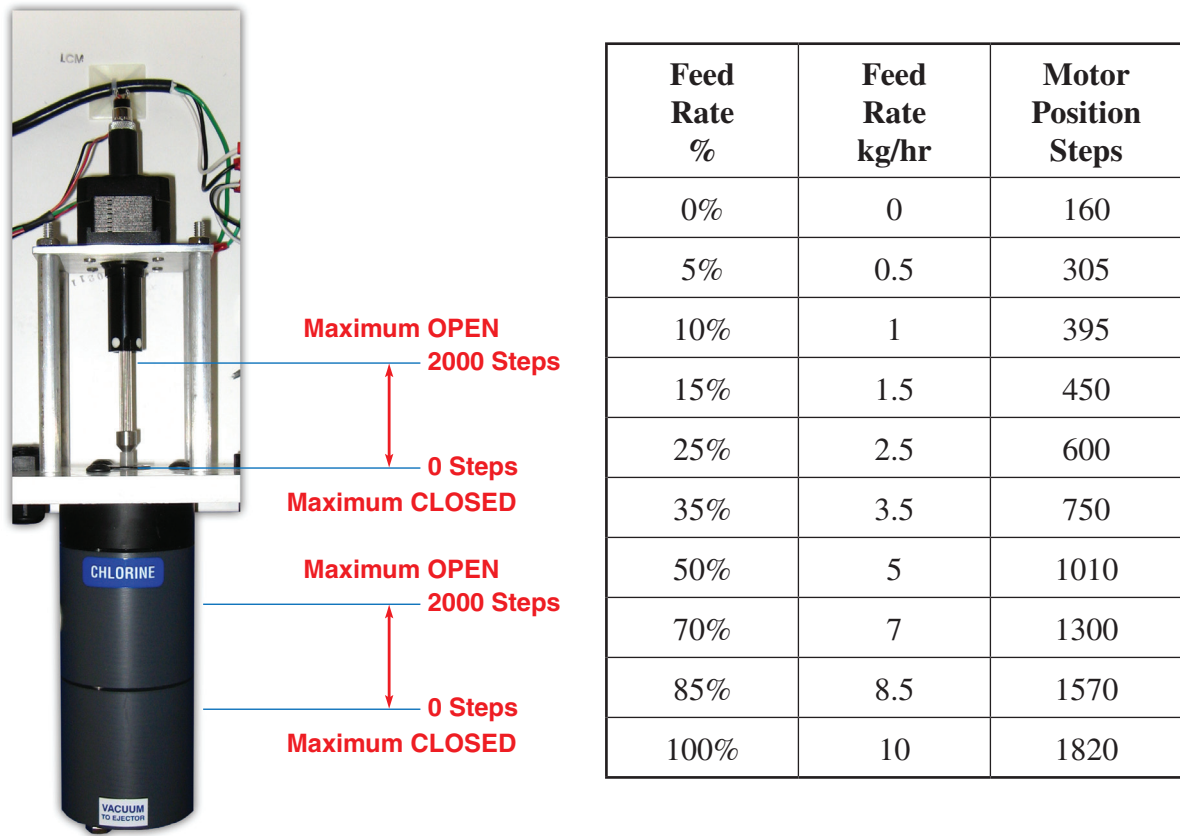 LCM
Maximum OPEN
2000 Steps
0 Steps
Maximum CLOSED
CHLORINE
Maximum OPEN
2000 Steps
0 Steps
Maximum CLOSED
VACUUM
TO EJECTOR
Feed Rate % Feed Rate kg/hr Motor Position Steps
0% 0 160
5% 0.5 305
10% 1 395
15% 1.5 450
25% 2.5 600
35% 3.5 750
50% 5 1010
70% 7 1300
85% 8.5 1570
100% 10 1820